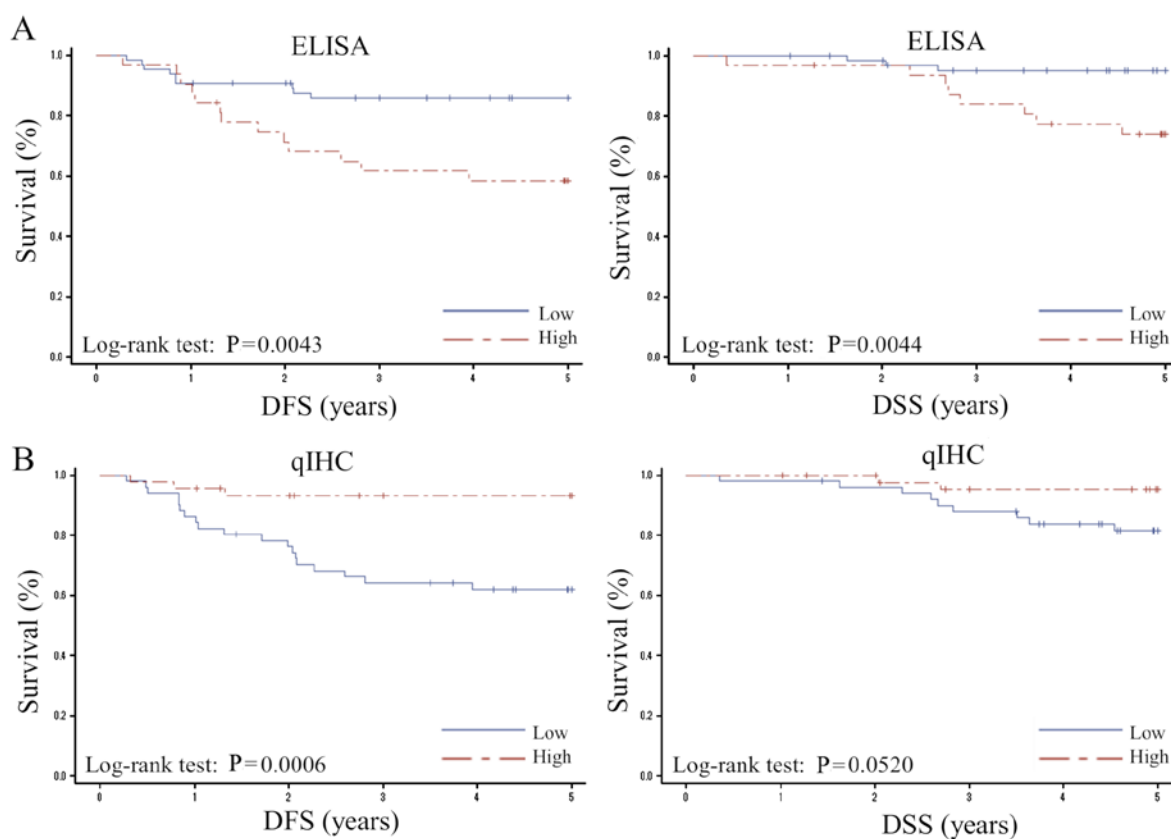 A
ELISA
1.0
0.8
0.6
0.4
0.2
0.0
Survival (%)
Low
High
Log-rank test: P=0.0043
0 1 2 3 4 5
DFS (years)
ELISA
1.0
0.8
0.6
0.4
0.2
0.0
Survival (%)
Low
High
Log-rank test: P=0.0044
0 1 2 3 4 5
DSS (years)
B
qIHC
1.0
0.8
0.6
0.4
0.2
0.0
Survival (%)
Low
High
Log-rank test: P=0.0006
0 1 2 3 4 5
DFS (years)
qIHC
1.0
0.8
0.6
0.4
0.2
0.0
Survival (%)
Low
High
Log-rank test: P=0.0520
0 1 2 3 4 5
DSS (years)